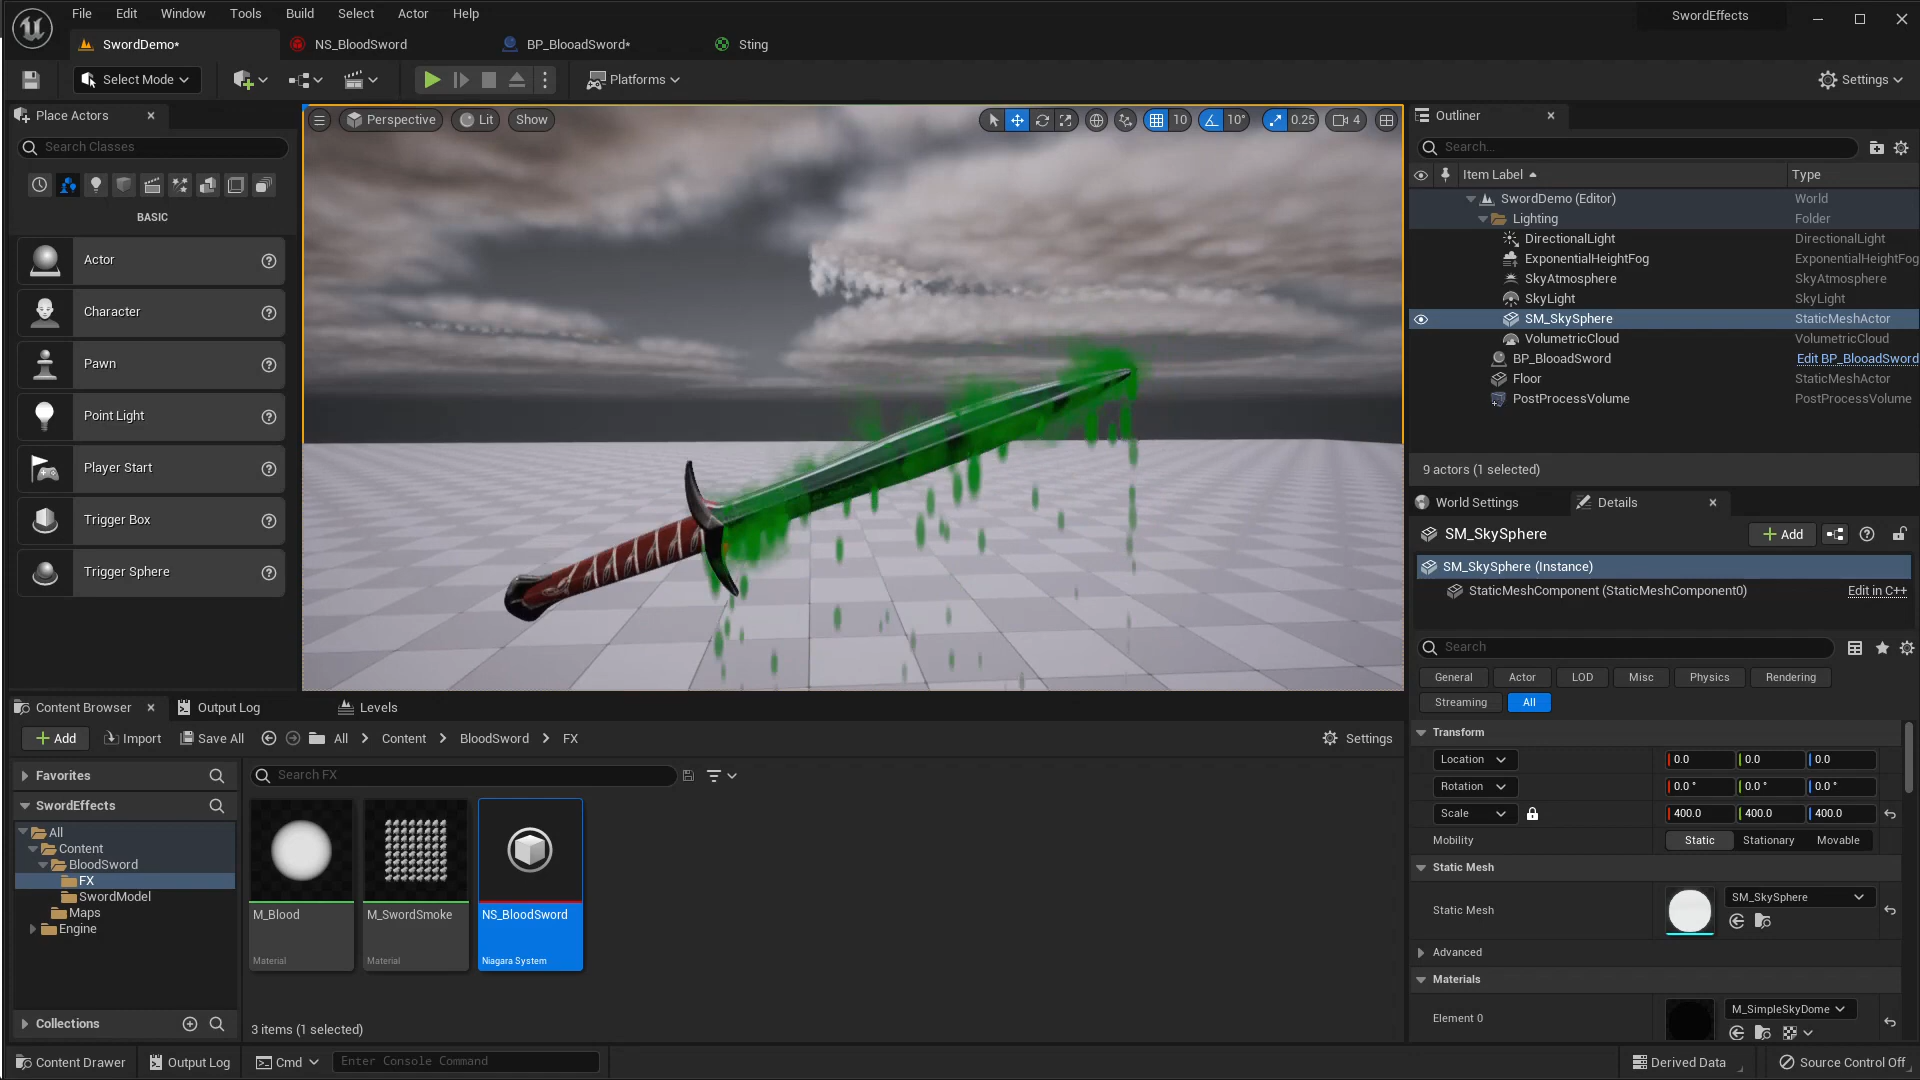 File Edit Window Tools Build Select Actor Help
SwordEffects
SwordDemo*
NS_BloodSword
BP_BlooadSword*
Sting
Select Mode
Platforms
Settings
Place Actors
Search Classes
BASIC
Actor
Character
Pawn
Point Light
Player Start
Trigger Box
Trigger Sphere
Perspective
Lit
Show
10
10°
0.25
4
Outliner
Search...
Item Label
Type
SwordDemo (Editor) World
Lighting Folder
DirectionalLight DirectionalLight
ExponentialHeightFog ExponentialHeightFog
SkyAtmosphere SkyAtmosphere
SkyLight SkyLight
SM_SkySphere StaticMeshActor
VolumetricCloud VolumetricCloud
BP_BlooadSword Edit BP_BlooadSword
Floor StaticMeshActor
PostProcessVolume PostProcessVolume
9 actors (1 selected)
World Settings
Details
SM_SkySphere
Add
SM_SkySphere (Instance)
StaticMeshComponent (StaticMeshComponent0) Edit in C++
Search
General Actor LOD Misc Physics Rendering
Streaming All
Transform
Location 0.0 0.0 0.0
Rotation 0.0 ° 0.0 ° 0.0 °
Scale 400.0 400.0 400.0
Mobility Static Stationary Movable
Static Mesh
Static Mesh SM_SkySphere
Advanced
Materials
Element 0 M_SimpleSkyDome
Content Browser
Output Log
Levels
Add
Import
Save All
All
Content
BloodSword
FX
Settings
Favorites
SwordEffects
All
Content
BloodSword
FX
SwordModel
Maps
Engine
Collections
Search FX
M_Blood
Material
M_SwordSmoke
Material
NS_BloodSword
Niagara System
3 items (1 selected)
Content Drawer
Output Log
Cmd
Enter Console Command
Derived Data
Source Control Off